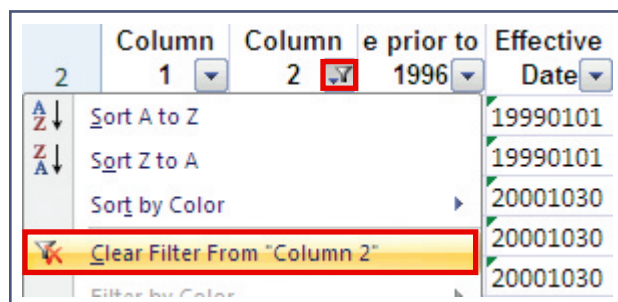 Column Column e prior to Effective
2 1 2 1996 Date
Sort A to Z 19990101
Sort Z to A 19990101
Sort by Color 20001030
Clear Filter From "Column 2" 20001030
Filter by Color 20001030